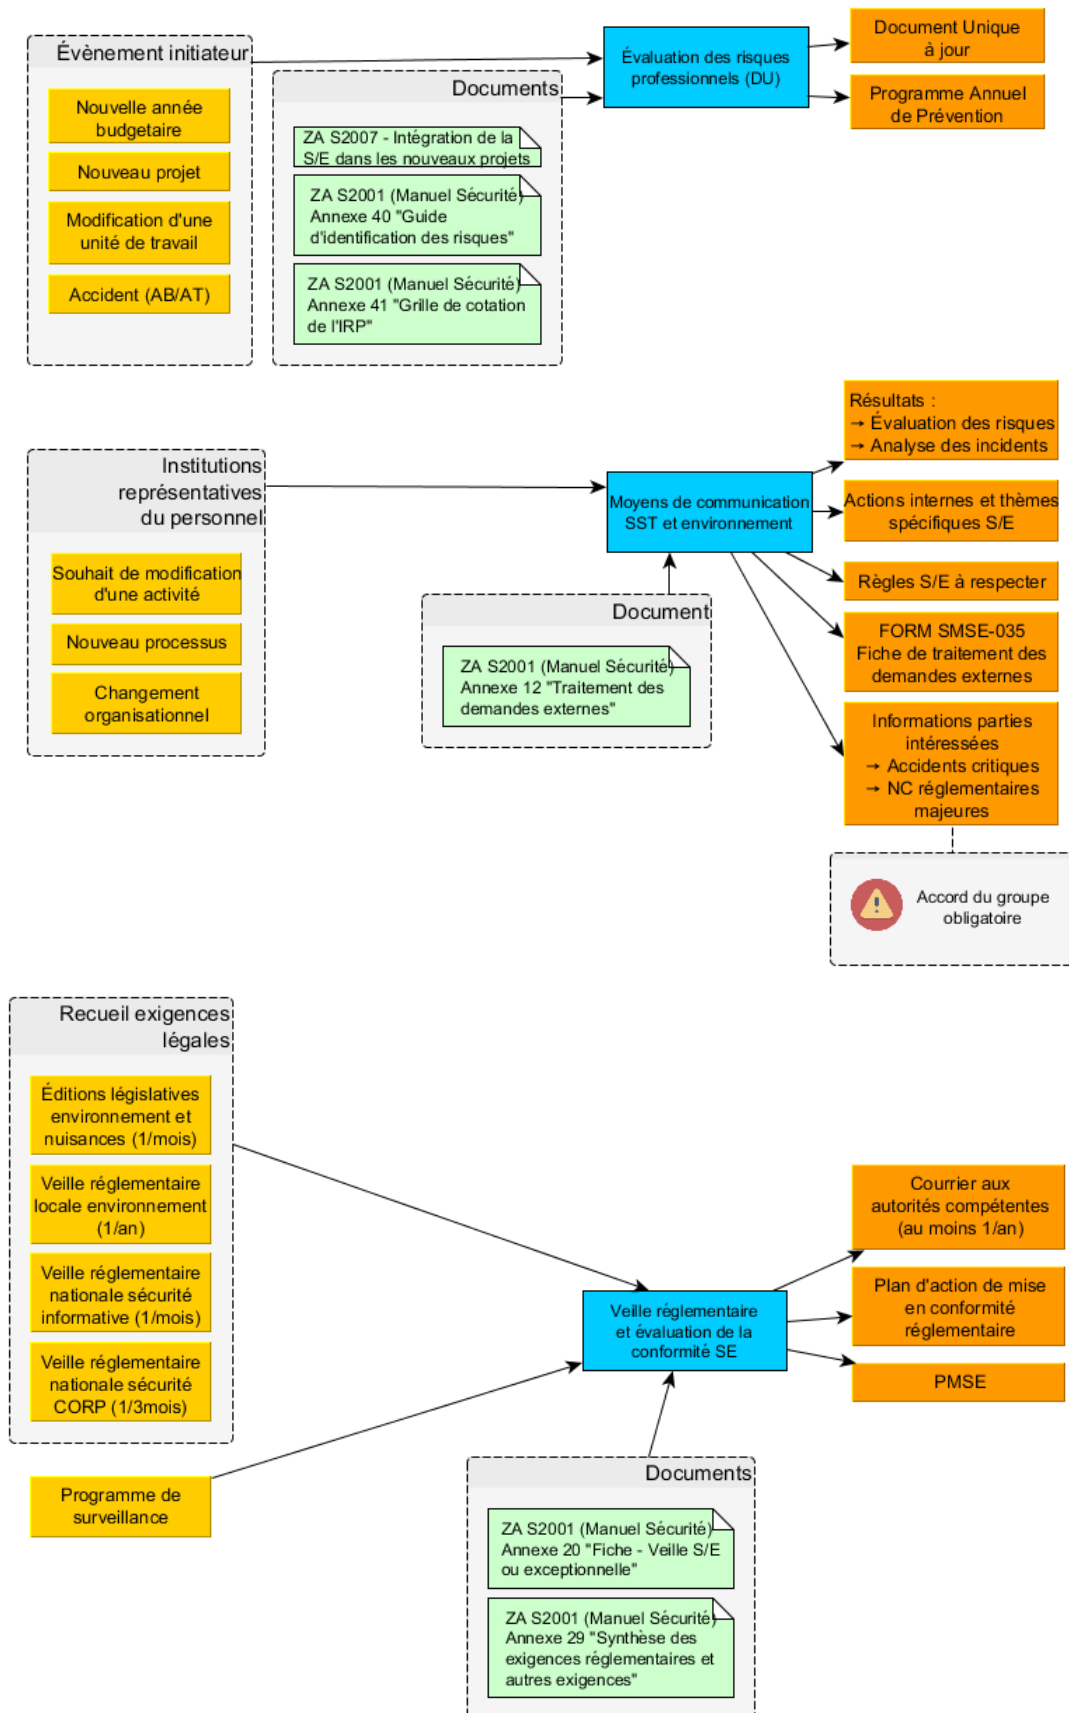 Évènement initiateur
Nouvelle année
budgetaire
Nouveau projet
Modification d'une
unité de travail
Accident (AB/AT)
Documents
ZA S2007 - Intégration de la
S/E dans les nouveaux projets
ZA S2001 (Manuel Sécurité)
Annexe 40 "Guide
d'identification des risques"
ZA S2001 (Manuel Sécurité)
Annexe 41 "Grille de cotation
de l'IRP"
Évaluation des risques
professionnels (DU)
Document Unique
à jour
Programme Annuel
de Prévention
Institutions
représentatives
du personnel
Souhait de modification
d'une activité
Nouveau processus
Changement
organisationnel
Moyens de communication
SST et environnement
Document
ZA S2001 (Manuel Sécurité)
Annexe 12 "Traitement des
demandes externes"
Résultats :
→ Évaluation des risques
→ Analyse des incidents
Actions internes et thèmes
spécifiques S/E
Règles S/E à respecter
FORM SMSE-035
Fiche de traitement des
demandes externes
Informations parties
intéressées
→ Accidents critiques
→ NC réglementaires
majeures
Accord du groupe
obligatoire
Recueil exigences
légales
Éditions législatives
environnement et
nuisances (1/mois)
Veille réglementaire
locale environnement
(1/an)
Veille réglementaire
nationale sécurité
informative (1/mois)
Veille réglementaire
nationale sécurité
CORP (1/3mois)
Programme de
surveillance
Veille réglementaire
et évaluation de la
conformité SE
Documents
ZA S2001 (Manuel Sécurité)
Annexe 20 "Fiche - Veille S/E
ou exceptionnelle"
ZA S2001 (Manuel Sécurité)
Annexe 29 "Synthèse des
exigences réglementaires et
autres exigences"
Courrier aux
autorités compétentes
(au moins 1/an)
Plan d'action de mise
en conformité
réglementaire
PMSE